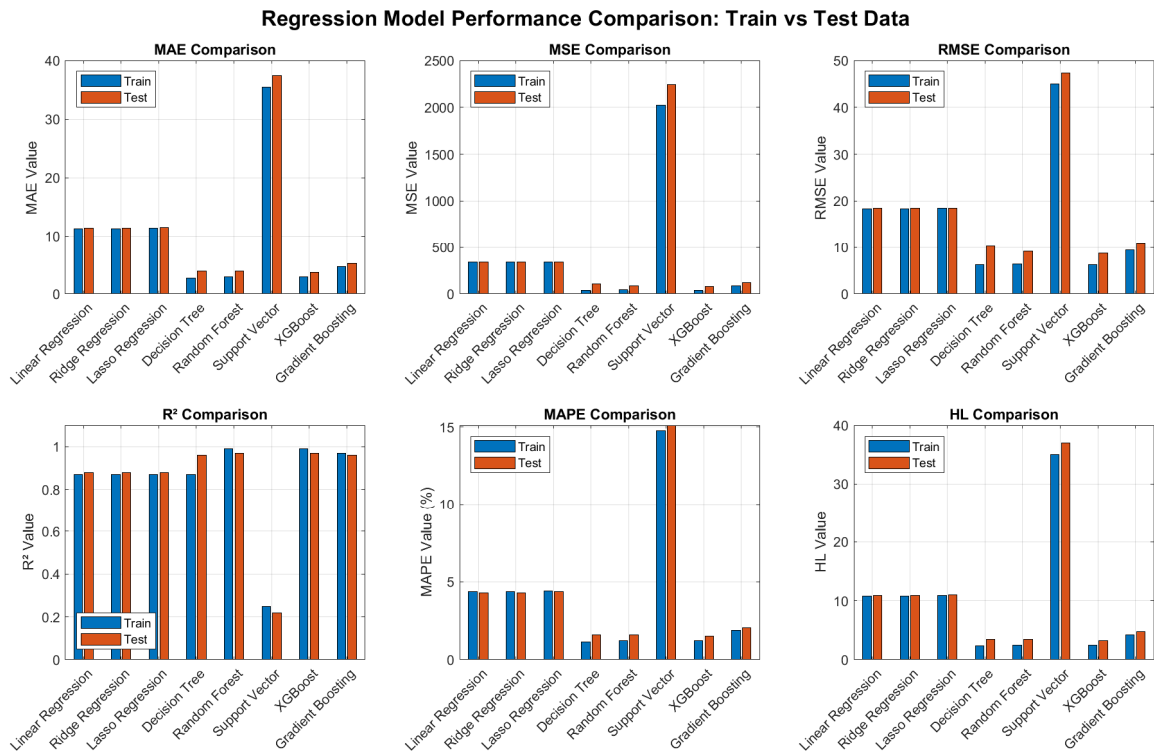 Regression Model Performance Comparison: Train vs Test Data
MAE Comparison
MAE Value
40
30
20
10
0
Train
Test
Linear Regression
Ridge Regression
Lasso Regression
Decision Tree
Random Forest
Support Vector
XGBoost
Gradient Boosting
MSE Comparison
MSE Value
2500
2000
1500
1000
500
0
Train
Test
Linear Regression
Ridge Regression
Lasso Regression
Decision Tree
Random Forest
Support Vector
XGBoost
Gradient Boosting
RMSE Comparison
RMSE Value
50
40
30
20
10
0
Train
Test
Linear Regression
Ridge Regression
Lasso Regression
Decision Tree
Random Forest
Support Vector
XGBoost
Gradient Boosting
R² Comparison
R² Value
1
0.8
0.6
0.4
0.2
0
Train
Test
Linear Regression
Ridge Regression
Lasso Regression
Decision Tree
Random Forest
Support Vector
XGBoost
Gradient Boosting
MAPE Comparison
MAPE Value (%)
15
10
5
0
Train
Test
Linear Regression
Ridge Regression
Lasso Regression
Decision Tree
Random Forest
Support Vector
XGBoost
Gradient Boosting
HL Comparison
HL Value
40
30
20
10
0
Train
Test
Linear Regression
Ridge Regression
Lasso Regression
Decision Tree
Random Forest
Support Vector
XGBoost
Gradient Boosting